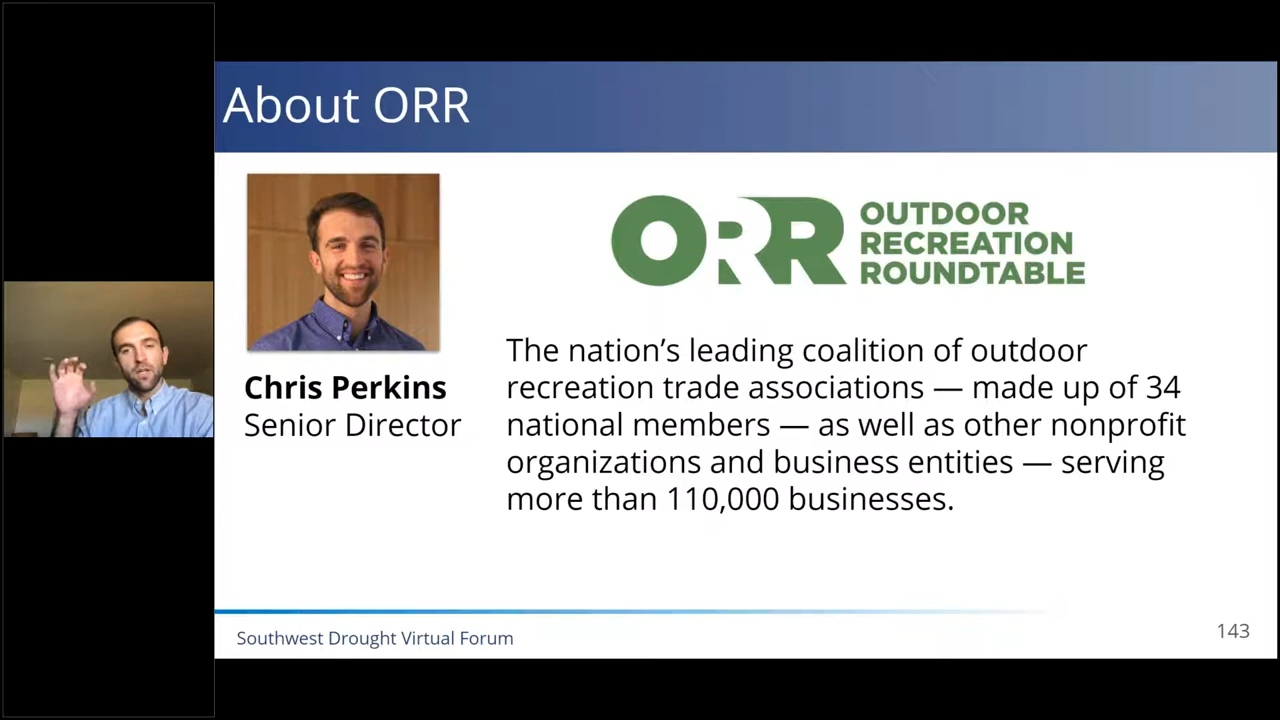 About ORR
ORR
OUTDOOR
RECREATION
ROUNDTABLE
Chris Perkins
Senior Director
The nation’s leading coalition of outdoor
recreation trade associations — made up of 34
national members — as well as other nonprofit
organizations and business entities — serving
more than 110,000 businesses.
Southwest Drought Virtual Forum
143